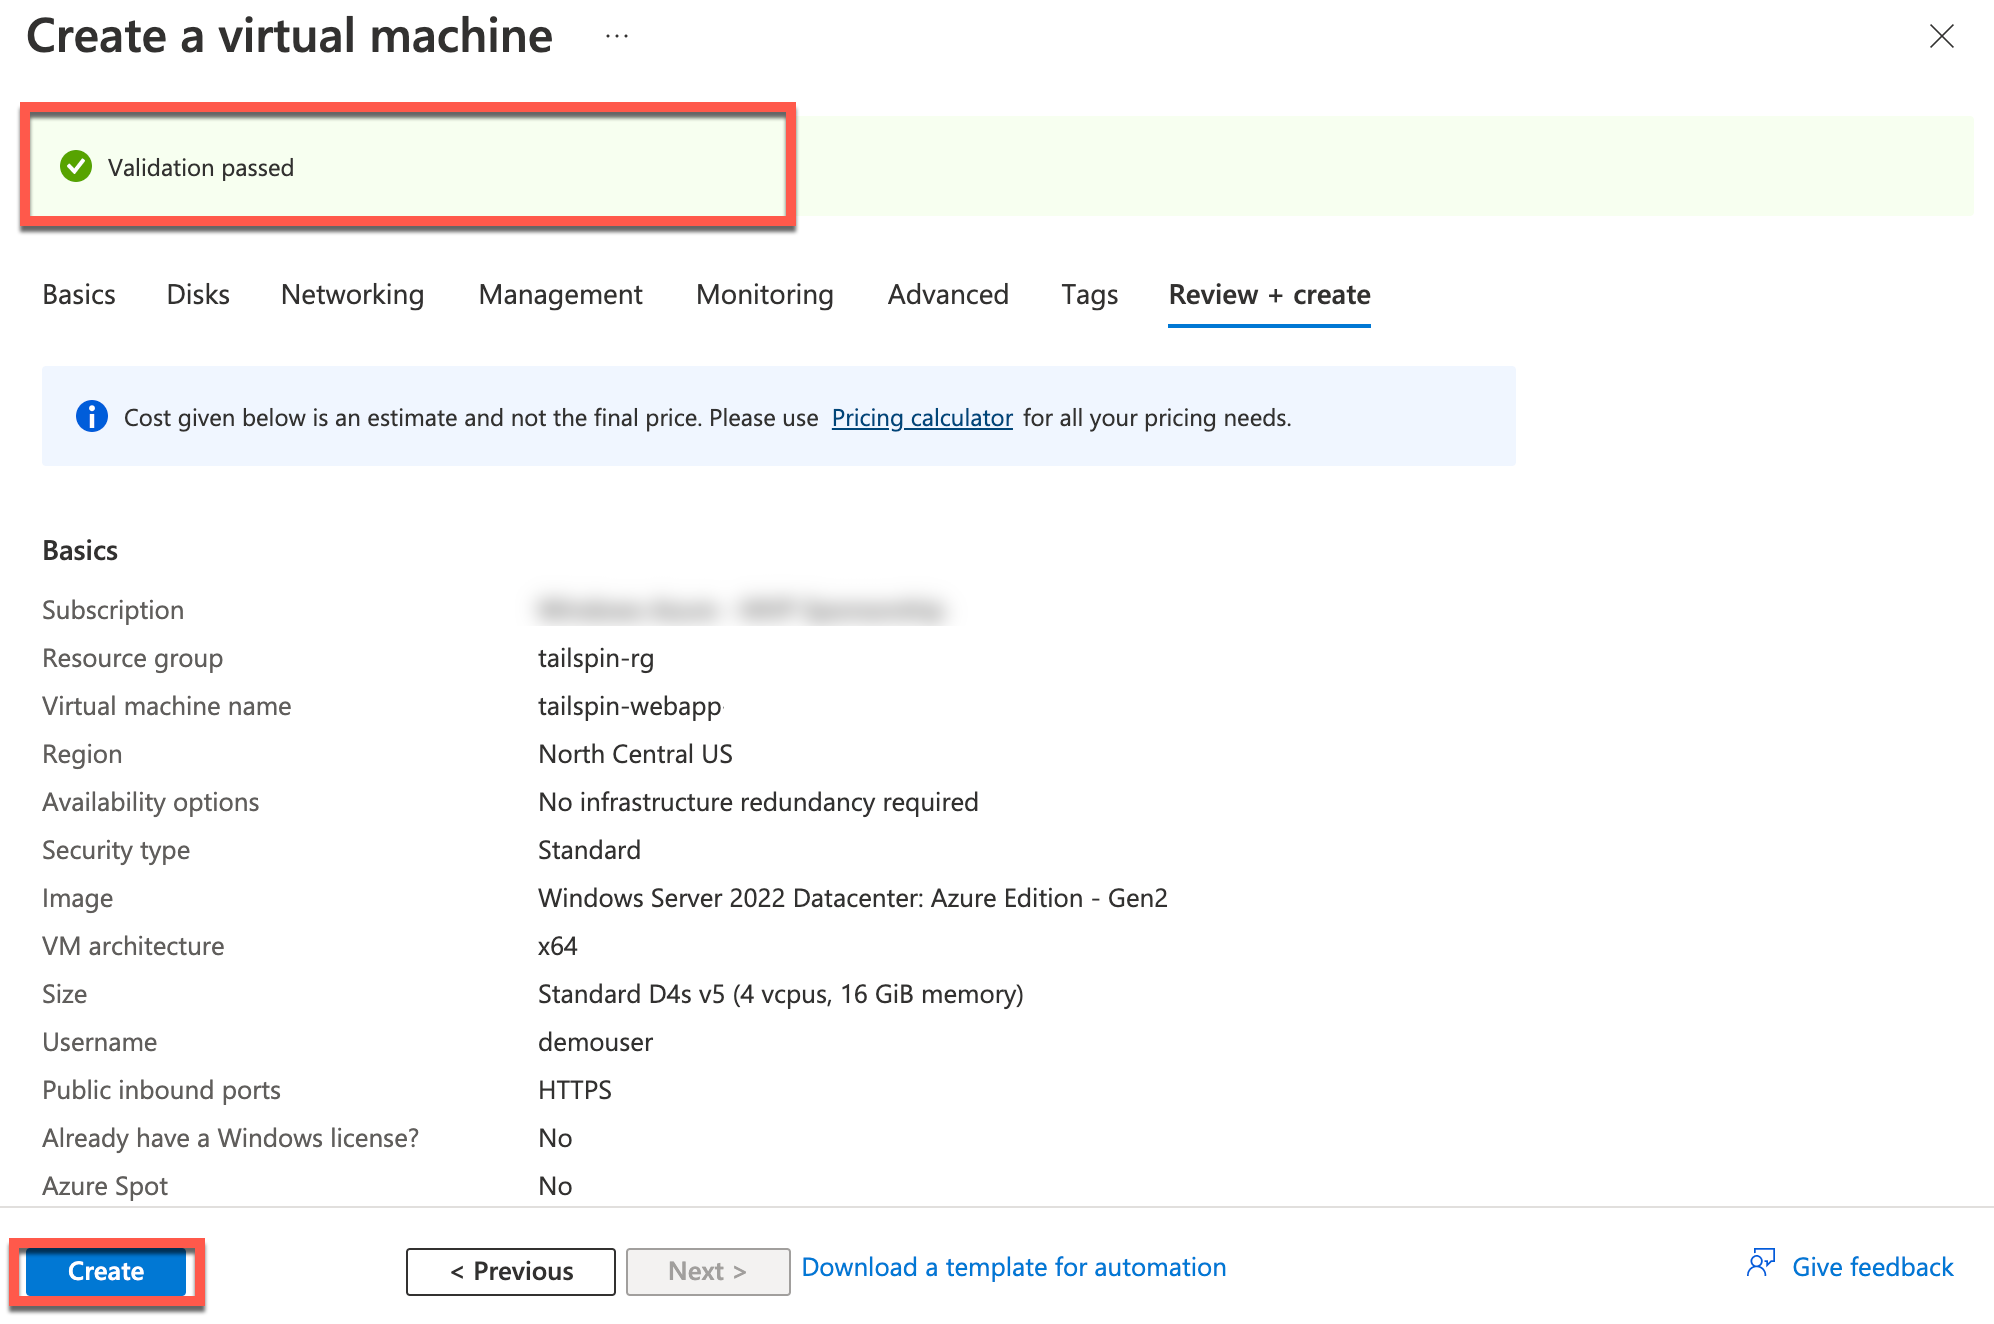 Create a virtual machine ...
Validation passed
Basics Disks Networking Management Monitoring Advanced Tags Review + create
Cost given below is an estimate and not the final price. Please use Pricing calculator for all your pricing needs.
Basics
Subscription
Resource group tailspin-rg
Virtual machine name tailspin-webapp
Region North Central US
Availability options No infrastructure redundancy required
Security type Standard
Image Windows Server 2022 Datacenter: Azure Edition - Gen2
VM architecture x64
Size Standard D4s v5 (4 vcpus, 16 GiB memory)
Username demouser
Public inbound ports HTTPS
Already have a Windows license? No
Azure Spot No
Create < Previous Next > Download a template for automation Give feedback